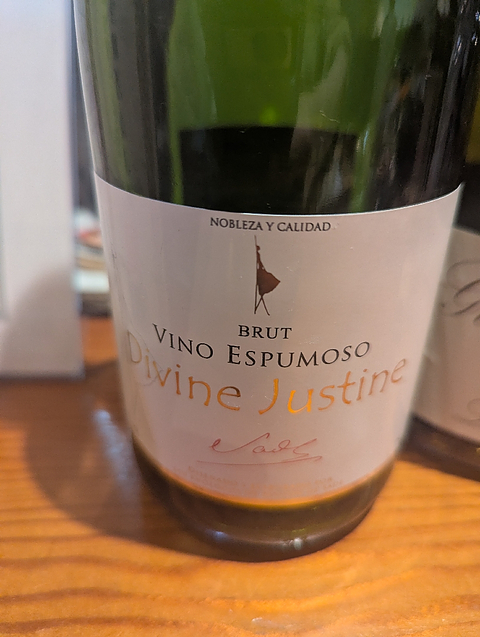 NOBLEZA Y CALIDAD
BRUT
VINO ESPUMOSO
Divine Justine